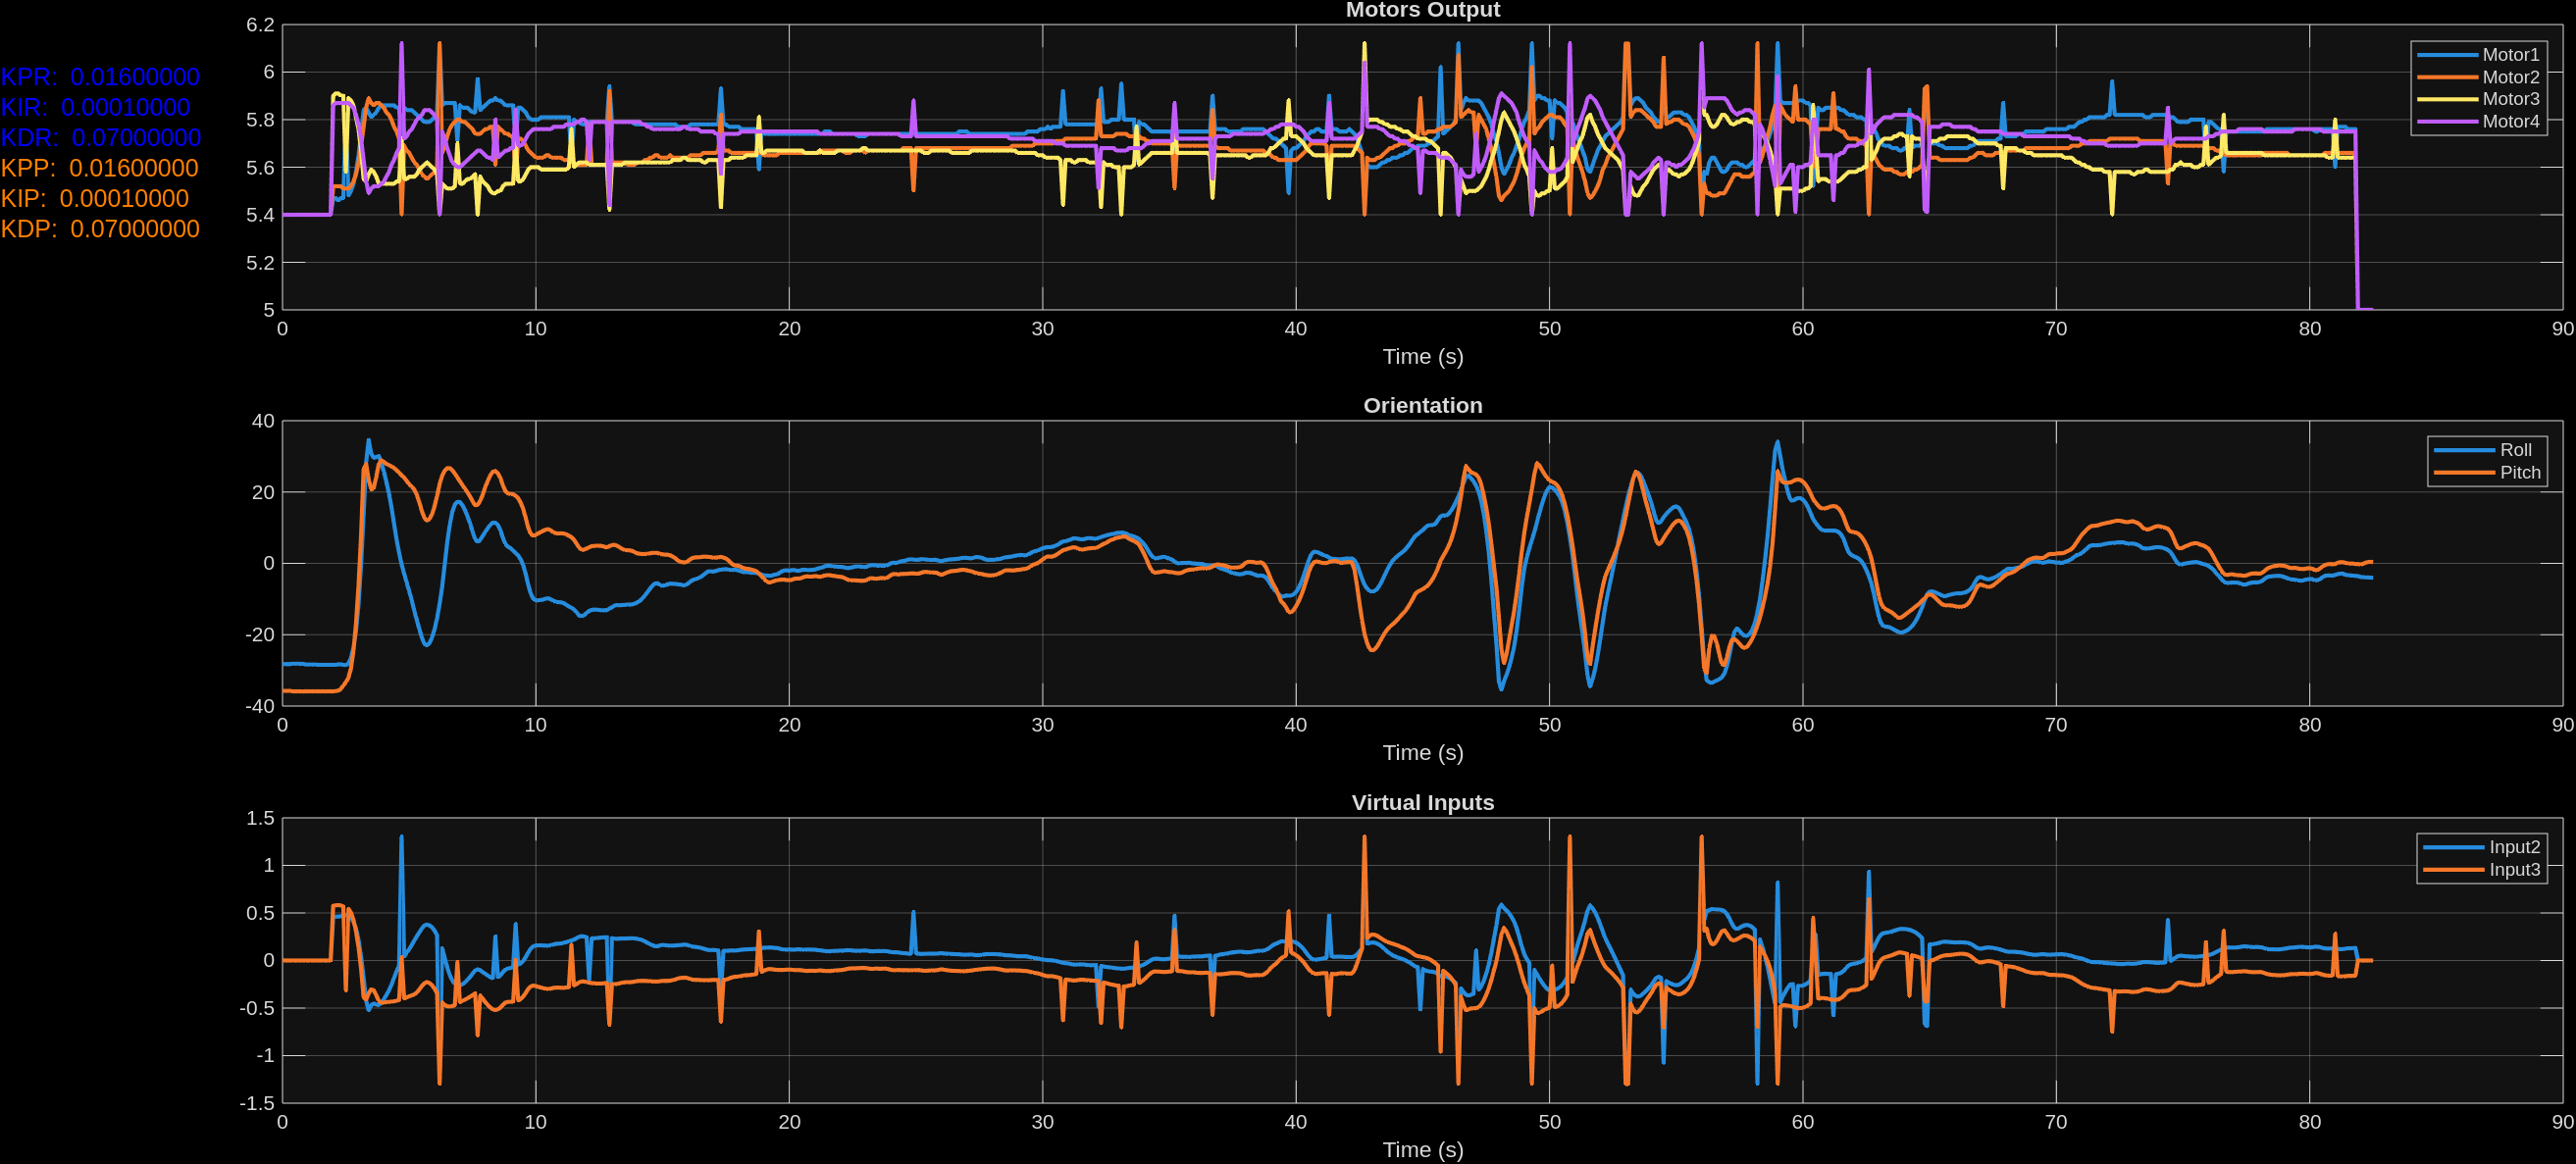 KPR: 0.01600000
KIR: 0.00010000
KDR: 0.07000000
KPP: 0.01600000
KIP: 0.00010000
KDP: 0.07000000
Motors Output
6.2
6
5.8
5.6
5.4
5.2
5
0 10 20 30 40 50 60 70 80 90
Time (s)
Motor1
Motor2
Motor3
Motor4
Orientation
40
20
0
-20
-40
0 10 20 30 40 50 60 70 80 90
Time (s)
Roll
Pitch
Virtual Inputs
1.5
1
0.5
0
-0.5
-1
-1.5
0 10 20 30 40 50 60 70 80 90
Time (s)
Input2
Input3